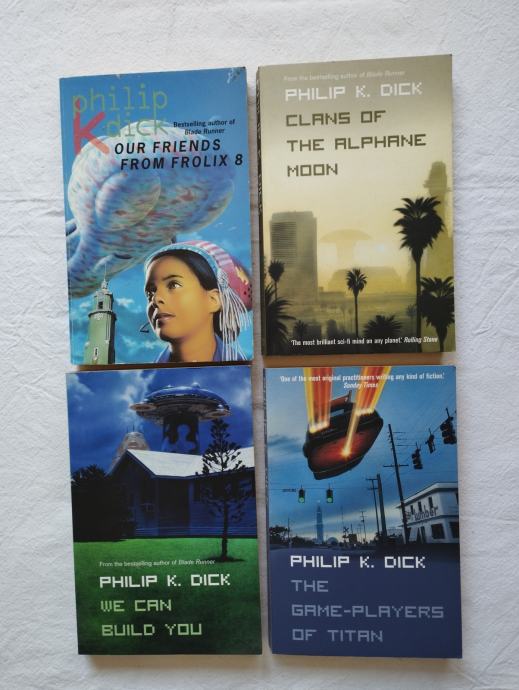 philip
K dick
Bestselling author of
Blade Runner
OUR FRIENDS
FROM FROLIX 8
From the bestselling author of Blade Runner
PHILIP K. DICK
CLANS OF
THE ALPHANE
MOON
'The most brilliant sci-fi mind on any planet.' Rolling Stone
From the bestselling author of Blade Runner
PHILIP K. DICK
WE CAN
BUILD YOU
'One of the most original practitioners writing any kind of fiction.'
Sunday Times
PHILIP K. DICK
THE
GAME-PLAYERS
OF TITAN